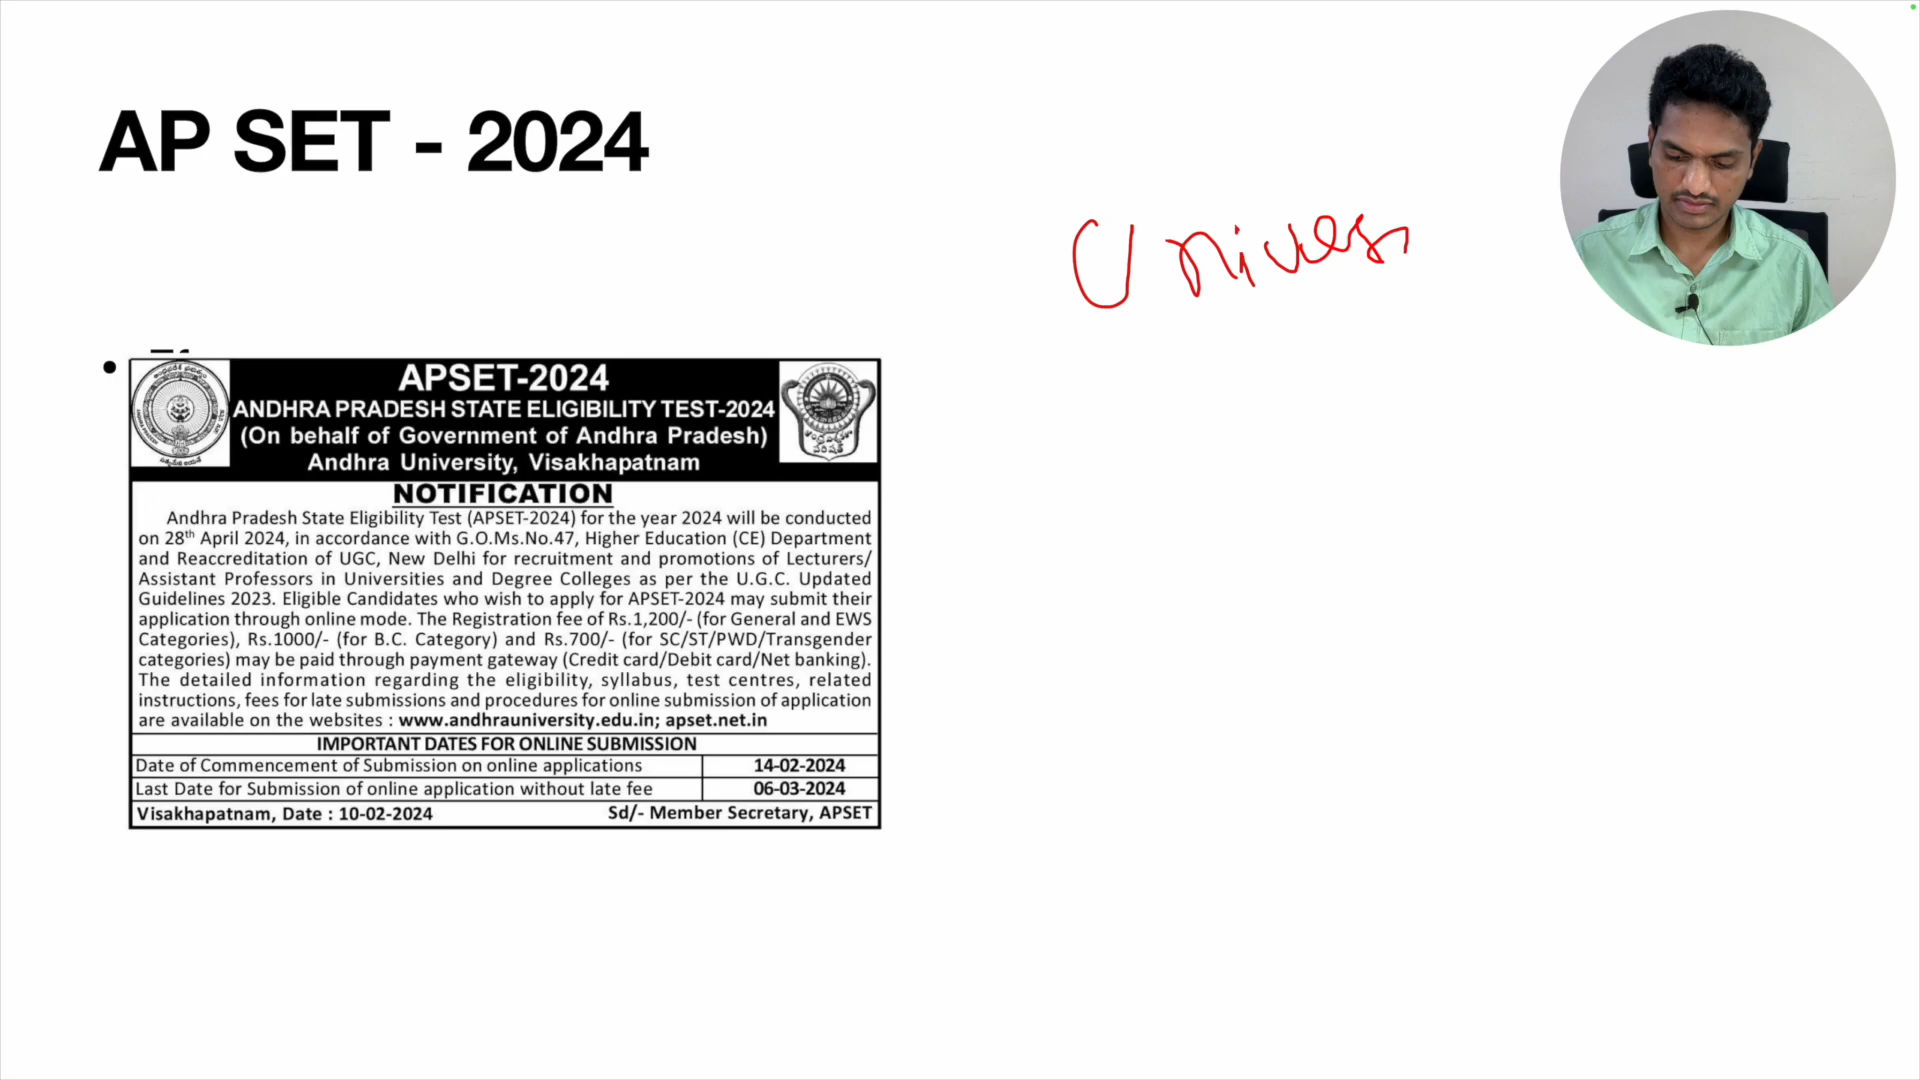 AP SET - 2024
APSET-2024
ANDHRA PRADESH STATE ELIGIBILITY TEST-2024
(On behalf of Government of Andhra Pradesh)
Andhra University, Visakhapatnam
NOTIFICATION
Andhra Pradesh State Eligibility Test (APSET-2024) for the year 2024 will be conducted
on 28th April 2024, in accordance with G.O.Ms.No.47, Higher Education (CE) Department
and Reaccreditation of UGC, New Delhi for recruitment and promotions of Lecturers/
Assistant Professors in Universities and Degree Colleges as per the U.G.C. Updated
Guidelines 2023. Eligible Candidates who wish to apply for APSET-2024 may submit their
application through online mode. The Registration fee of Rs.1,200/- (for General and EWS
Categories), Rs.1000/- (for B.C. Category) and Rs.700/- (for SC/ST/PWD/Transgender
categories) may be paid through payment gateway (Credit card/Debit card/Net banking).
The detailed information regarding the eligibility, syllabus, test centres, related
instructions, fees for late submissions and procedures for online submission of application
are available on the websites : www.andhrauniversity.edu.in; apset.net.in
IMPORTANT DATES FOR ONLINE SUBMISSION
Date of Commencement of Submission on online applications 14-02-2024
Last Date for Submission of online application without late fee 06-03-2024
Visakhapatnam, Date : 10-02-2024 Sd/- Member Secretary, APSET